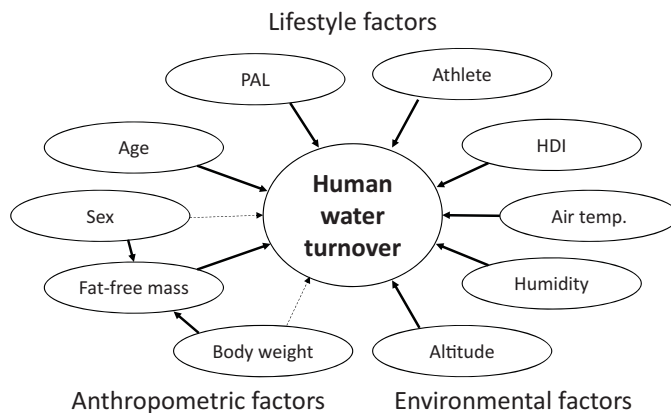 Lifestyle factors
PAL
Athlete
Age
HDI
Human
water
turnover
Sex
Air temp.
Fat-free mass
Humidity
Body weight
Altitude
Anthropometric factors
Environmental factors